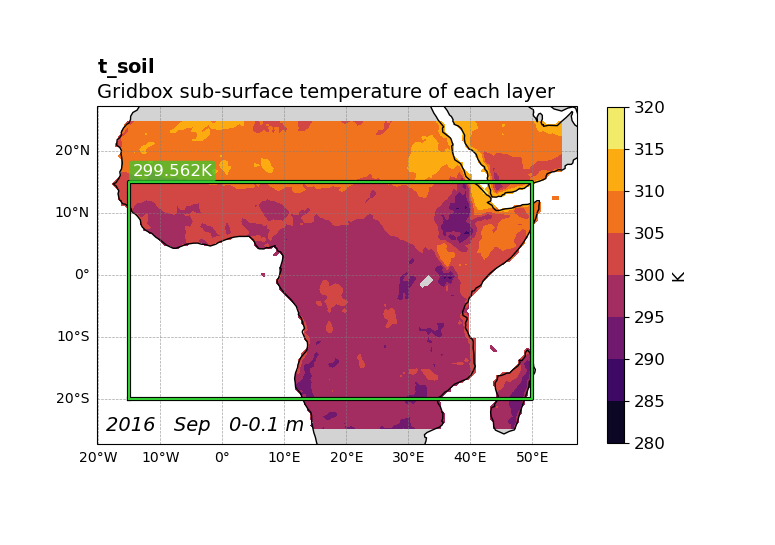 t_soil
Gridbox sub-surface temperature of each layer
299.562K
2016 Sep 0-0.1 m
20°N
10°N
0°
10°S
20°S
20°W
10°W
0°
10°E
20°E
30°E
40°E
50°E
320
315
310
305
300
295
290
285
280
K